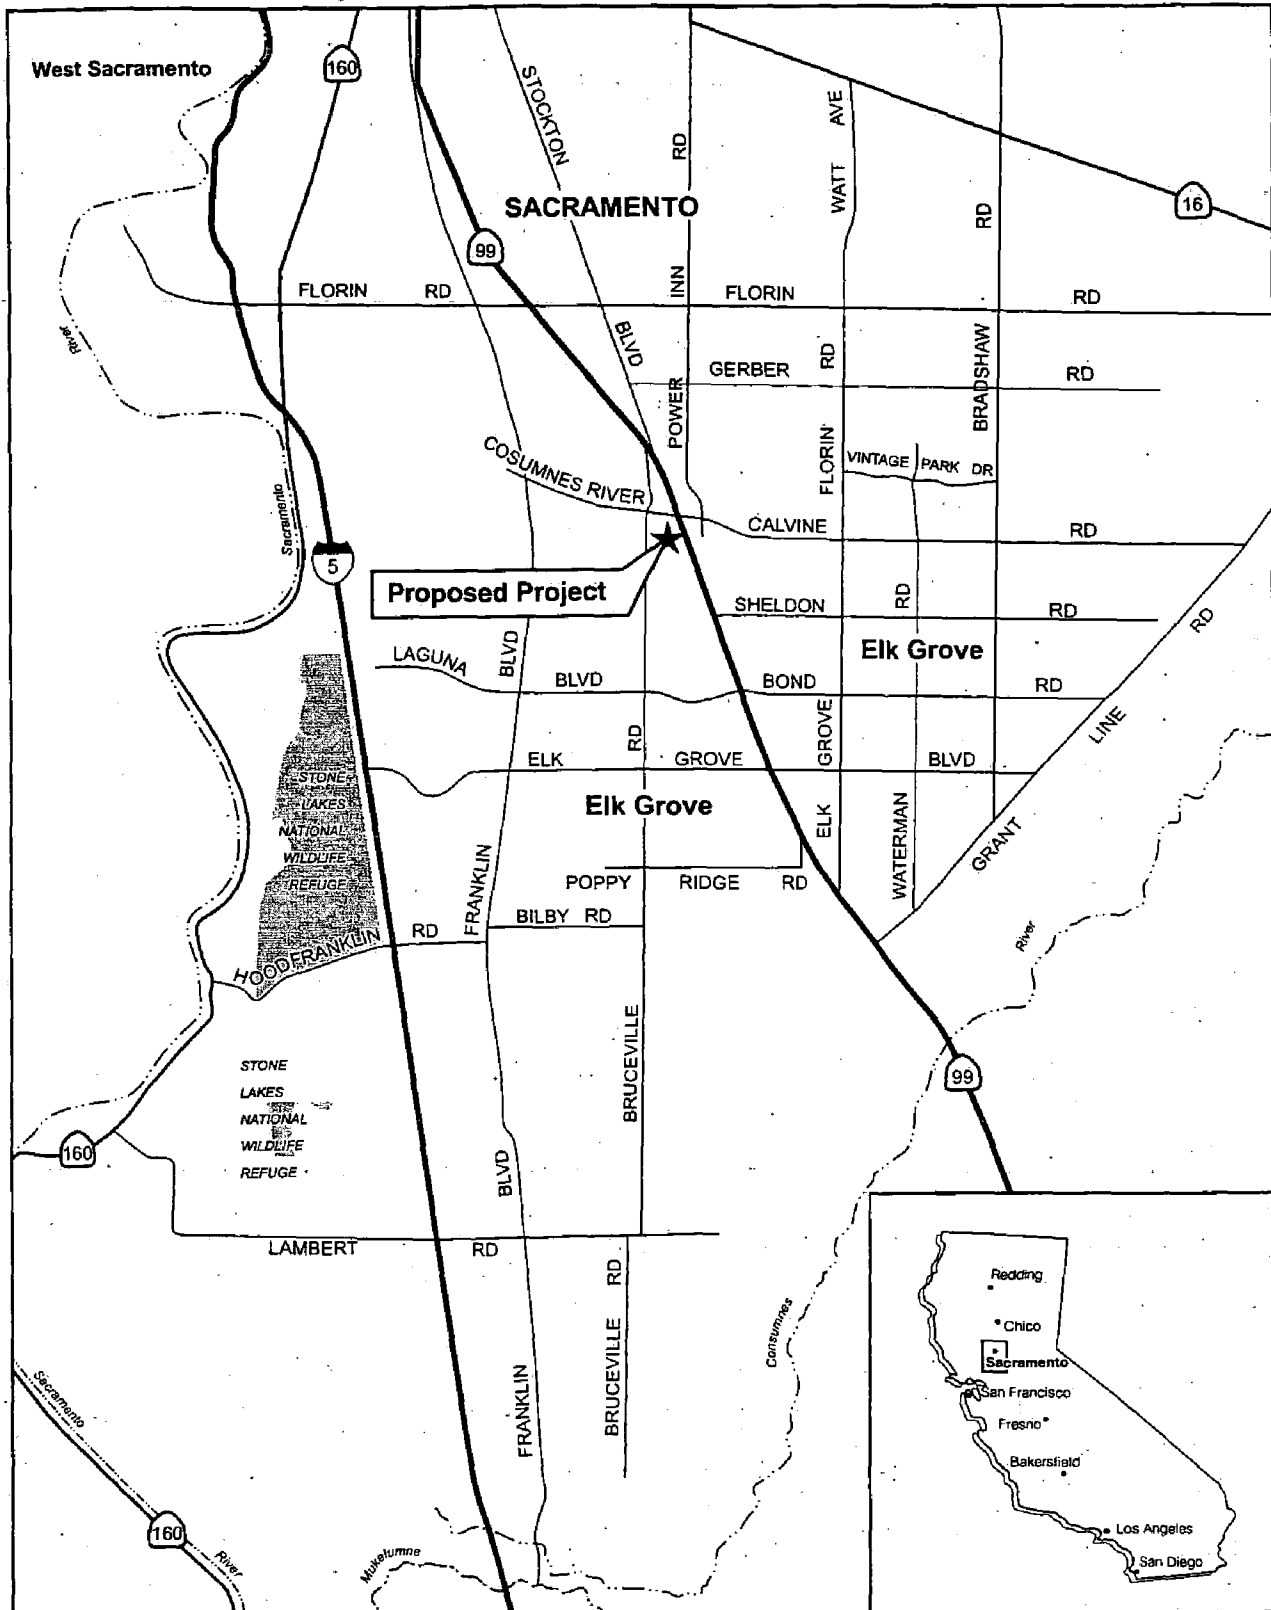 West Sacramento
160
STOCKTON
AVE
RD
WATT
SACRAMENTO
16
RD
99
FLORIN RD
INN
FLORIN
RD
River
BLVD
RD
BRADSHAW
GERBER
RD
POWER
COSUMNES RIVER
FLORIN
VINTAGE PARK DR
Sacramento
CALVINE
RD
5
Proposed Project
SHELDON
RD
RD
RD
LAGUNA
BLVD
Elk Grove
BLVD
BOND
RD
LINE
RD
GROVE
ELK
GROVE
BLVD
STONE
LAKES
NATIONAL
WILDLIFE
REFUGE
Elk Grove
ELK
WATERMAN
GRANT
FRANKLIN
POPPY RIDGE RD
BILBY RD
HOOD FRANKLIN
RD
River
BRUCEVILLE
STONE
LAKES
NATIONAL
WILDLIFE
REFUGE
99
160
BLVD
LAMBERT
RD
RD
Consumnes
BRUCEVILLE
FRANKLIN
Sacramento
160
River
Mukelumne
Redding
Chico
Sacramento
San Francisco
Fresno
Bakersfield
Los Angeles
San Diego